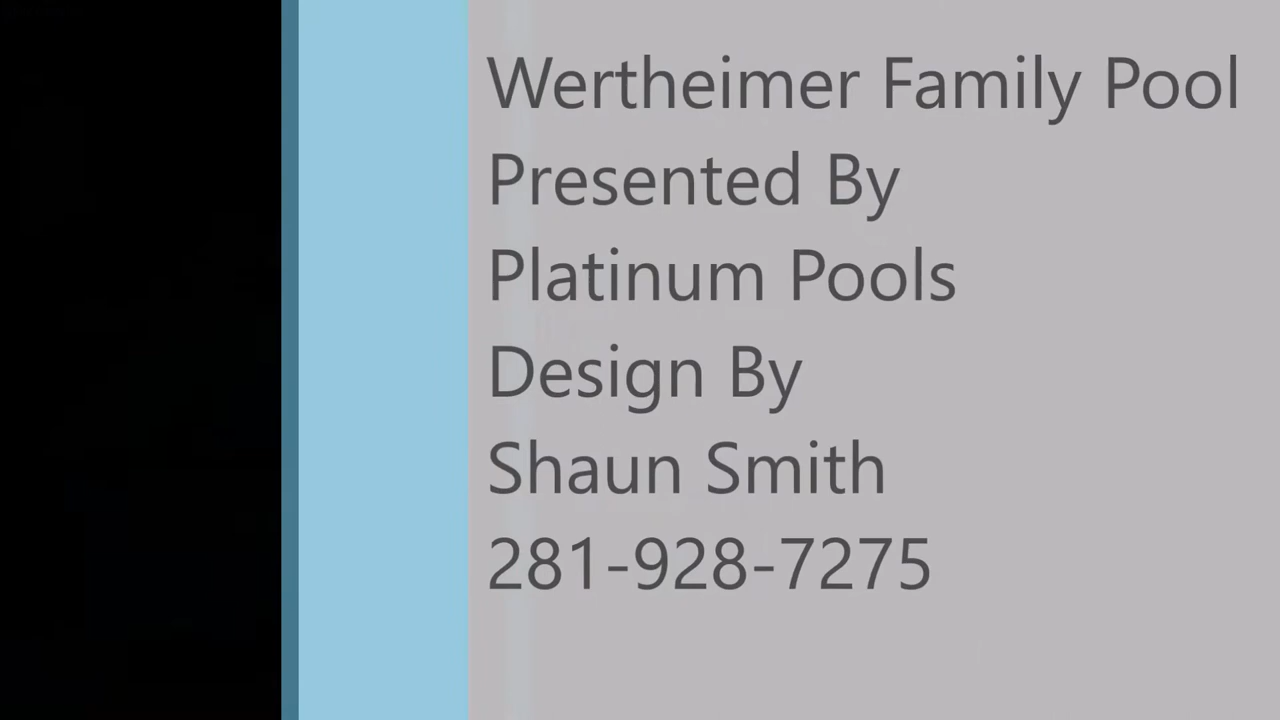 Wertheimer Family Pool
Presented By
Platinum Pools
Design By
Shaun Smith
281-928-7275